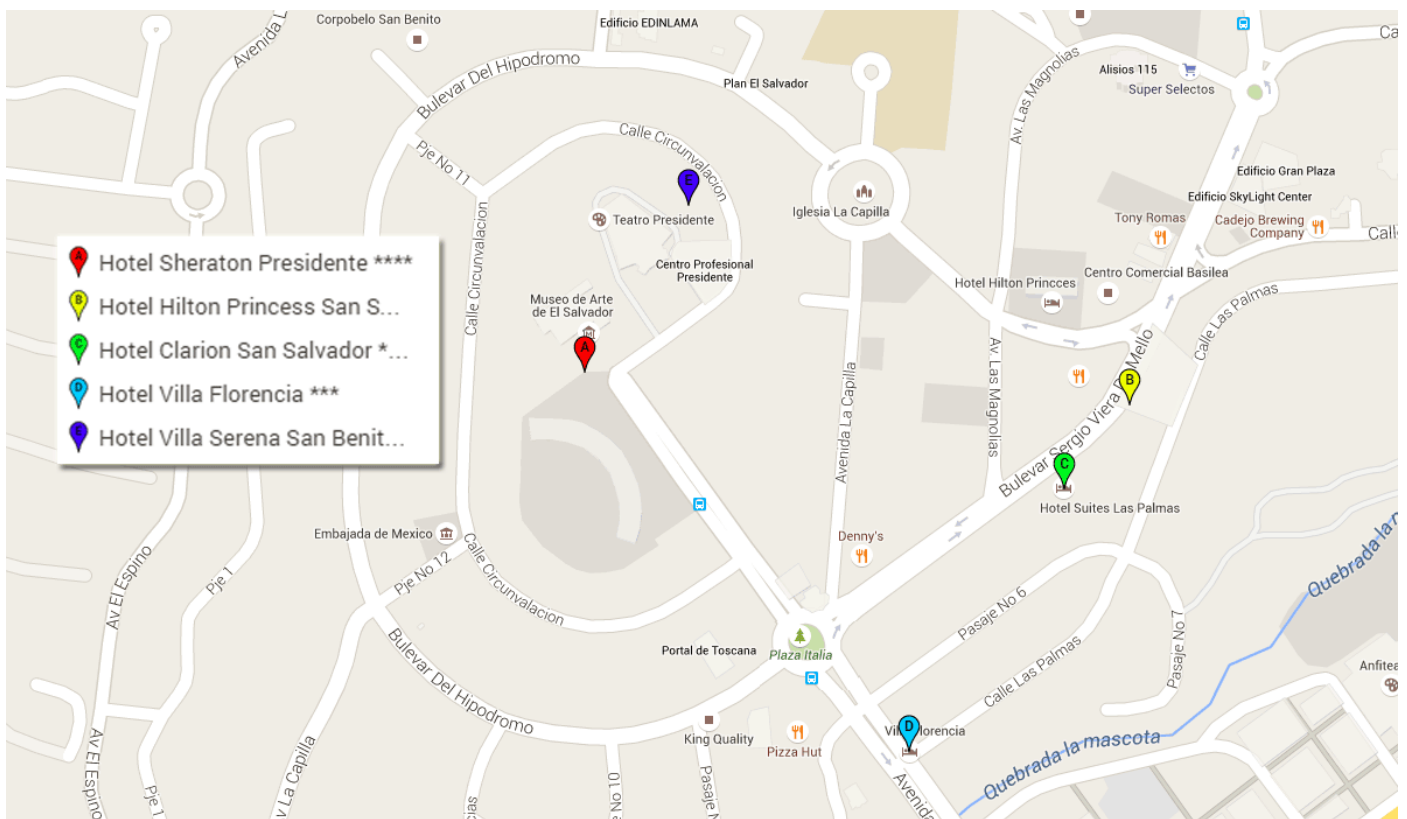 Corpobelo San Benito
Edificio EDINLAMA
Ca
Avenida L
Bulevar Del Hipodromo
Plan El Salvador
Av. Las Magnolias
Alisios 115
Super Selectos
Calle Circunvalacion
Pje No 11
E
Teatro Presidente
Iglesia La Capilla
Edificio Gran Plaza
Edificio SkyLight Center
Tony Romas
Cadejo Brewing
Company
Call
Centro Profesional
Presidente
Hotel Hilton Princces
Centro Comercial Basilea
Calle Circunvalacion
Museo de Arte
de El Salvador
Calle Las Palmas
A Hotel Sheraton Presidente ****
B Hotel Hilton Princess San S...
C Hotel Clarion San Salvador *...
D Hotel Villa Florencia ***
E Hotel Villa Serena San Benit...
A
B
Av. Las Magnolias
Avenida La Capilla
Bulevar Sergio Viera De Mello
C
Hotel Suites Las Palmas
Embajada de Mexico
Denny's
Quebrada la m
Av El Espino
Pje 1
Pje No 12
Calle Circunvalacion
Pasaje No 6
Pasaje No 7
Portal de Toscana
Plaza Italia
Calle Las Palmas
Anfitea
Bulevar Del Hipodromo
King Quality
Pizza Hut
D
Villa Florencia
Quebrada la mascota
Av El Espino
Pje 1
Av La Capilla
cias
No 10
Pasaje N
Avenida